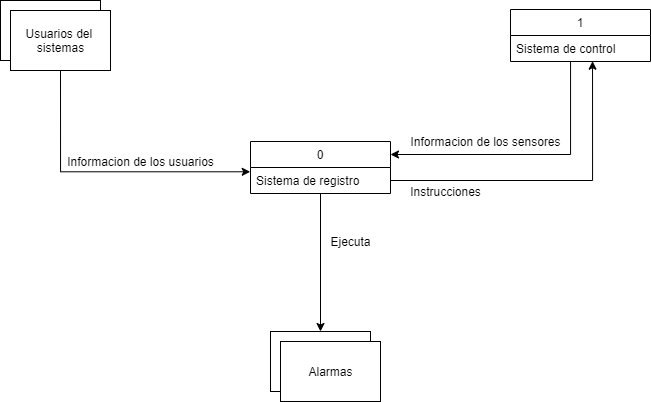 Usuarios del
sistemas
1
Sistema de control
Informacion de los sensores
0
Informacion de los usuarios
Sistema de registro
Instrucciones
Ejecuta
Alarmas